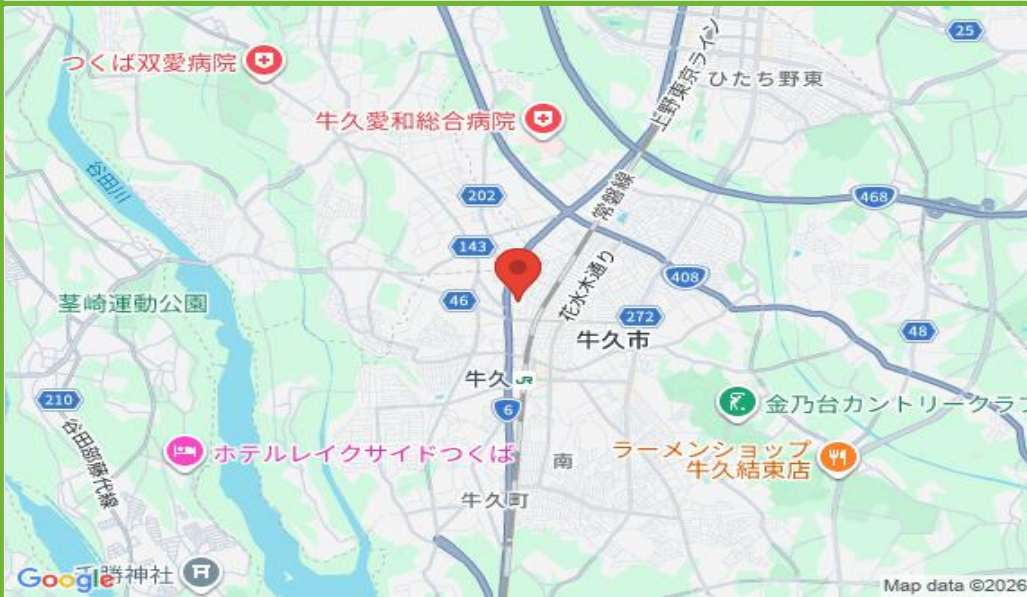 25
つくば双愛病院
ひたち野東
上野東京ライン
牛久愛和総合病院
谷田川
202
常磐線
468
143
花水木通り
408
茎崎運動公園
46
272
48
牛久市
牛久
JR
210
6
金乃台カントリークラブ
谷田部藤代線
ホテルレイクサイドつくば
南
ラーメンショップ
牛久結束店
牛久町
勝神社
Google
Map data ©2026